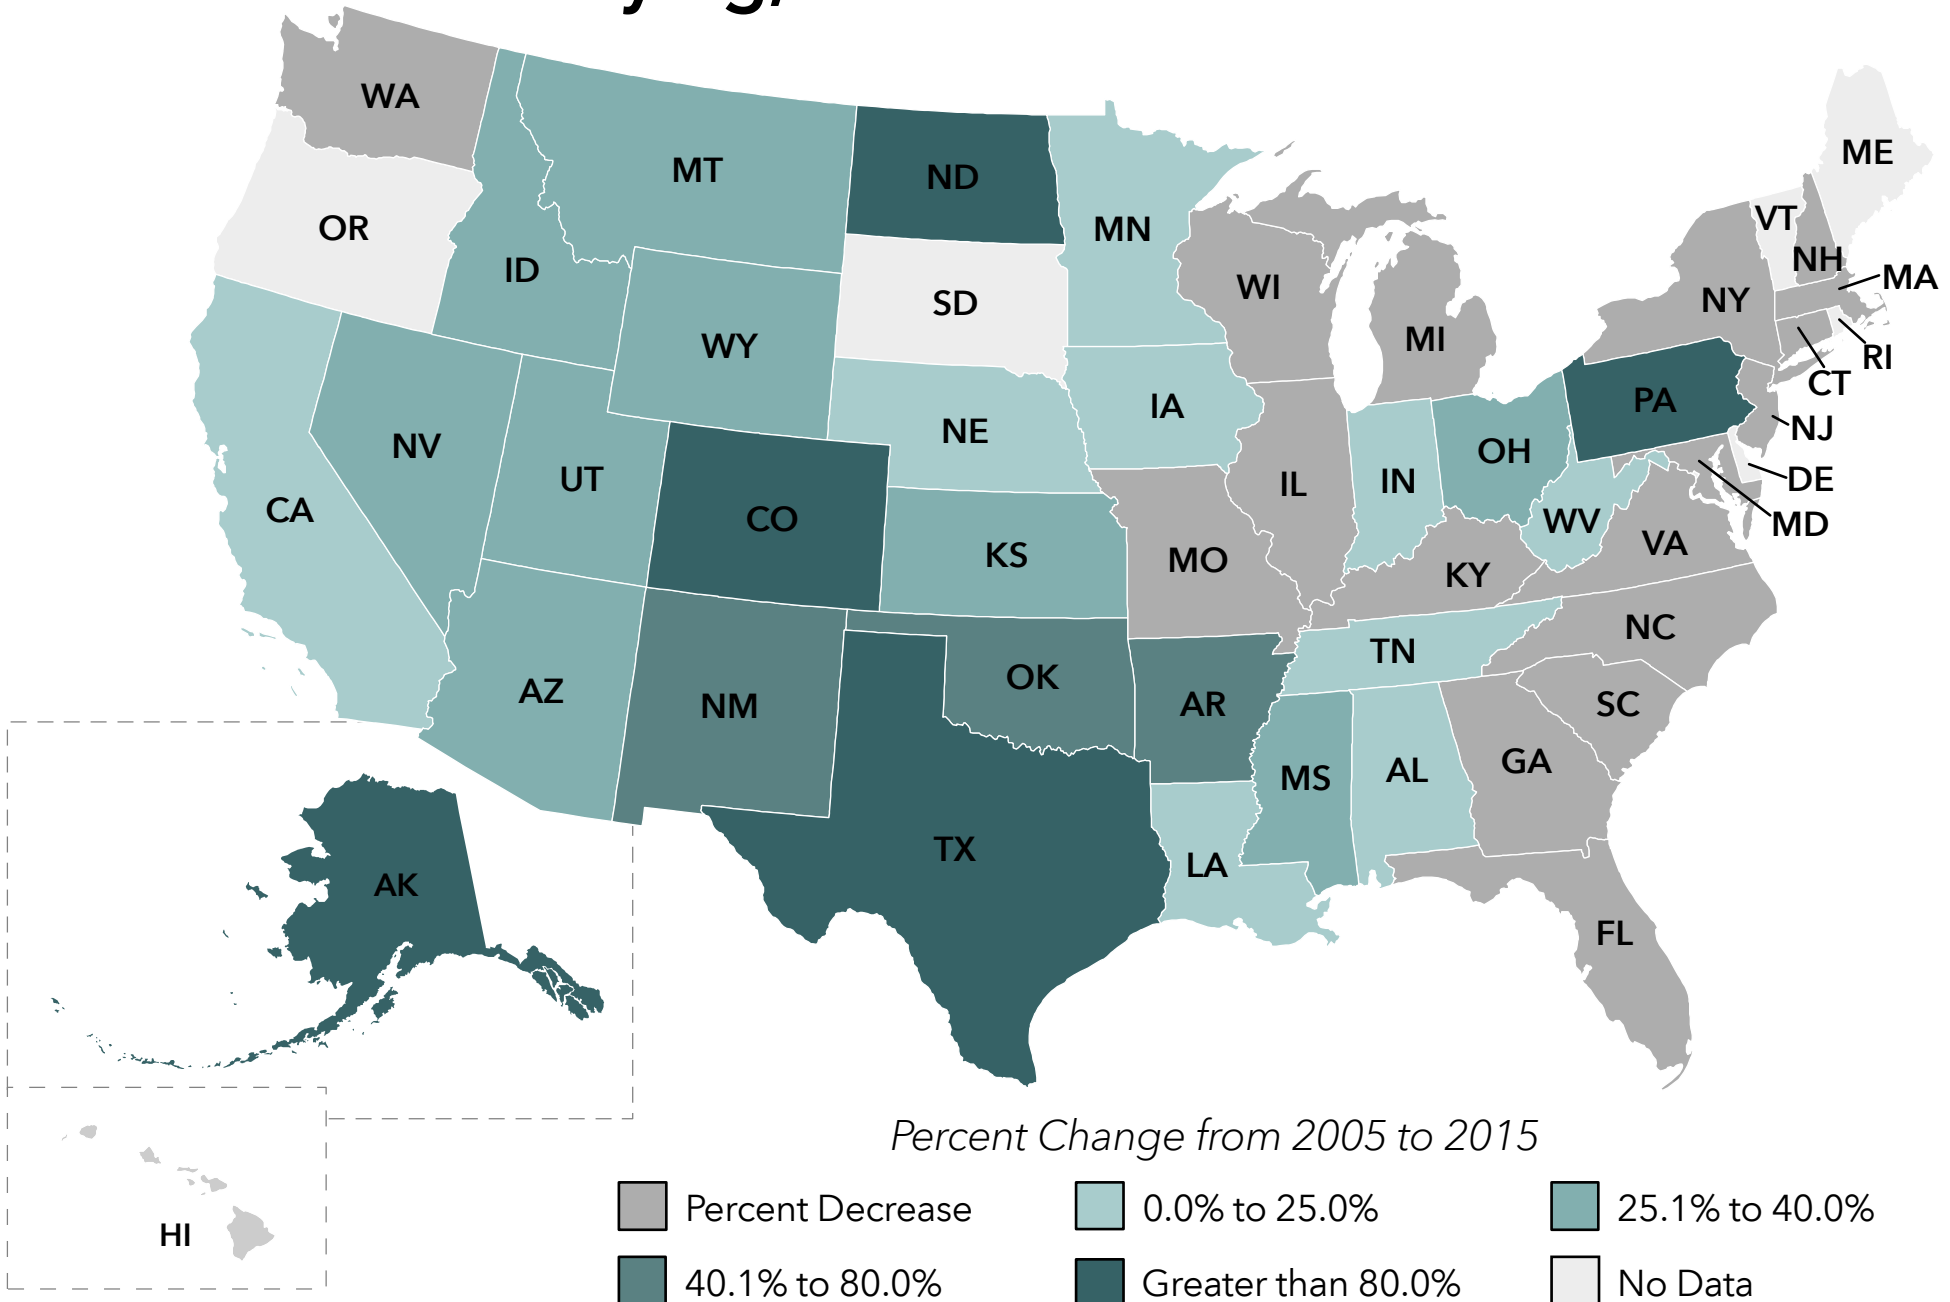 WA
MT
ND
MN
ME
OR
ID
SD
WI
VT
NH
MA
NY
WY
MI
RI
CT
NE
IA
PA
NJ
NV
UT
OH
IN
IL
DE
CA
CO
WV
MD
KS
MO
KY
VA
NC
TN
AZ
NM
OK
AR
SC
MS
AL
GA
TX
LA
AK
FL
HI
Percent Change from 2005 to 2015
Percent Decrease
0.0% to 25.0%
25.1% to 40.0%
40.1% to 80.0%
Greater than 80.0%
No Data